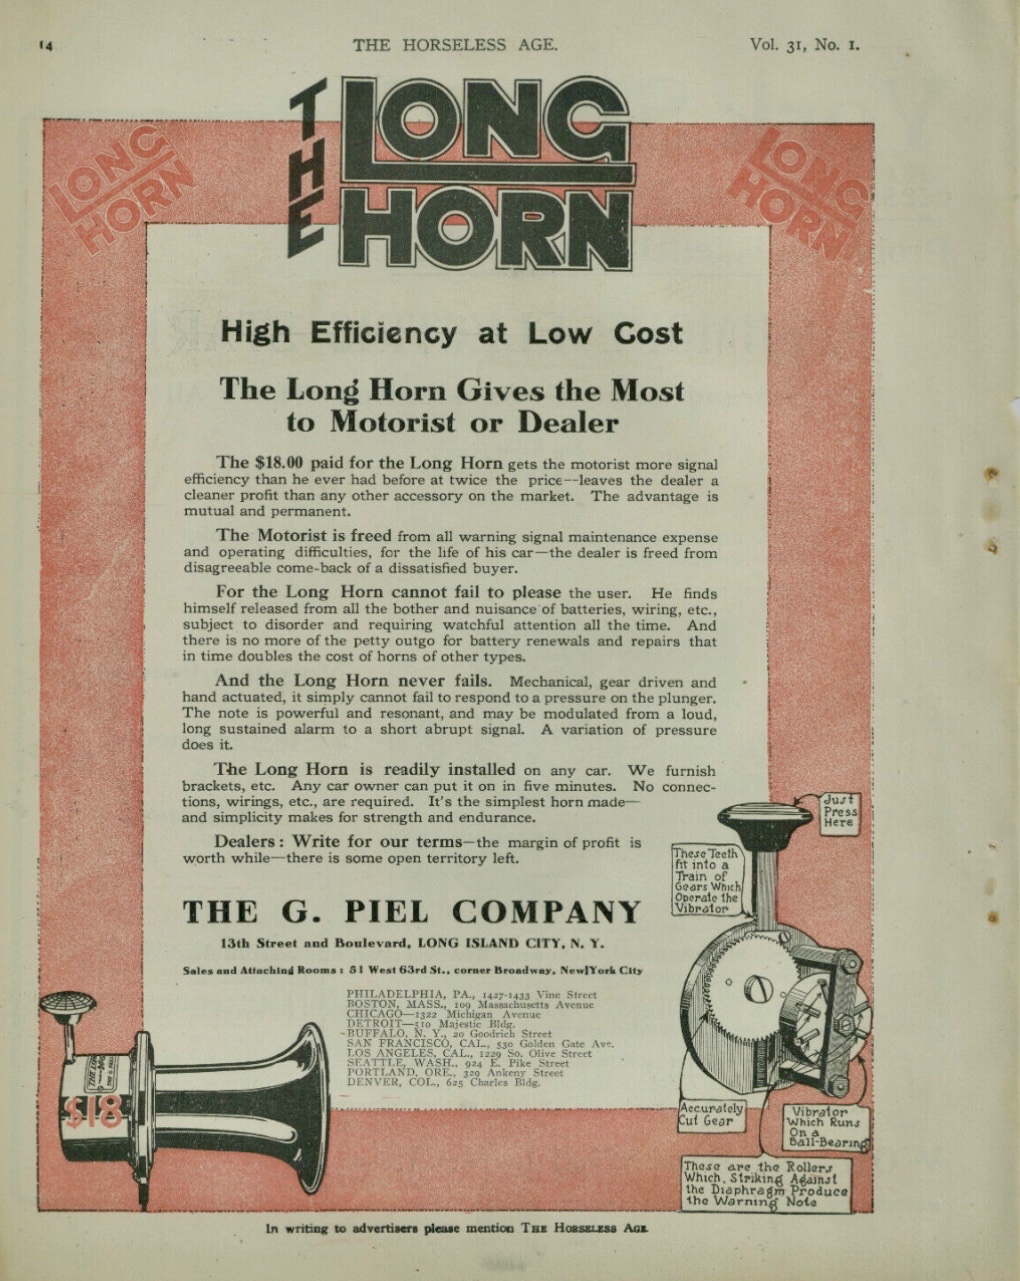 14
THE HORSELESS AGE.
Vol. 31, No. 1.
THE LONG
HORN
LONG
HORN
LONG
HORN
High Efficiency at Low Cost
The Long Horn Gives the Most
to Motorist or Dealer
The $18.00 paid for the Long Horn gets the motorist more signal
efficiency than he ever had before at twice the price--leaves the dealer a
cleaner profit than any other accessory on the market. The advantage is
mutual and permanent.
The Motorist is freed from all warning signal maintenance expense
and operating difficulties, for the life of his car—the dealer is freed from
disagreeable come-back of a dissatisfied buyer.
For the Long Horn cannot fail to please the user. He finds
himself released from all the bother and nuisance of batteries, wiring, etc.,
subject to disorder and requiring watchful attention all the time. And
there is no more of the petty outgo for battery renewals and repairs that
in time doubles the cost of horns of other types.
And the Long Horn never fails. Mechanical, gear driven and
hand actuated, it simply cannot fail to respond to a pressure on the plunger.
The note is powerful and resonant, and may be modulated from a loud,
long sustained alarm to a short abrupt signal. A variation of pressure
does it.
The Long Horn is readily installed on any car. We furnish
brackets, etc. Any car owner can put it on in five minutes. No connec-
tions, wirings, etc., are required. It's the simplest horn made—
and simplicity makes for strength and endurance.
Dealers: Write for our terms—the margin of profit is
worth while—there is some open territory left.
THE G. PIEL COMPANY
13th Street and Boulevard, LONG ISLAND CITY, N. Y.
Sales and Attaching Rooms: 51 West 63rd St., corner Broadway, New York City
PHILADELPHIA, PA., 1427-1433 Vine Street
BOSTON, MASS., 109 Massachusetts Avenue
CHICAGO—1322 Michigan Avenue
DETROIT—510 Majestic Bldg.
BUFFALO, N. Y., 20 Goodrich Street
SAN FRANCISCO, CAL., 530 Golden Gate Ave.
LOS ANGELES, CAL., 1229 So. Olive Street
SEATTLE, WASH., 924 E. Pike Street
PORTLAND, ORE., 329 Ankeny Street
DENVER, COL., 625 Charles Bldg.
Just
Press
Here
These Teeth
fit into a
Train of
Gears Which
Operate the
Vibrator
Accurately
Cut Gear
Vibrator
Which Runs
On a
Ball-Bearing
These are the Rollers
Which, Striking Against
the Diaphragm Produce
the Warning Note
$18
In writing to advertisers please mention THE HORSELESS AGE